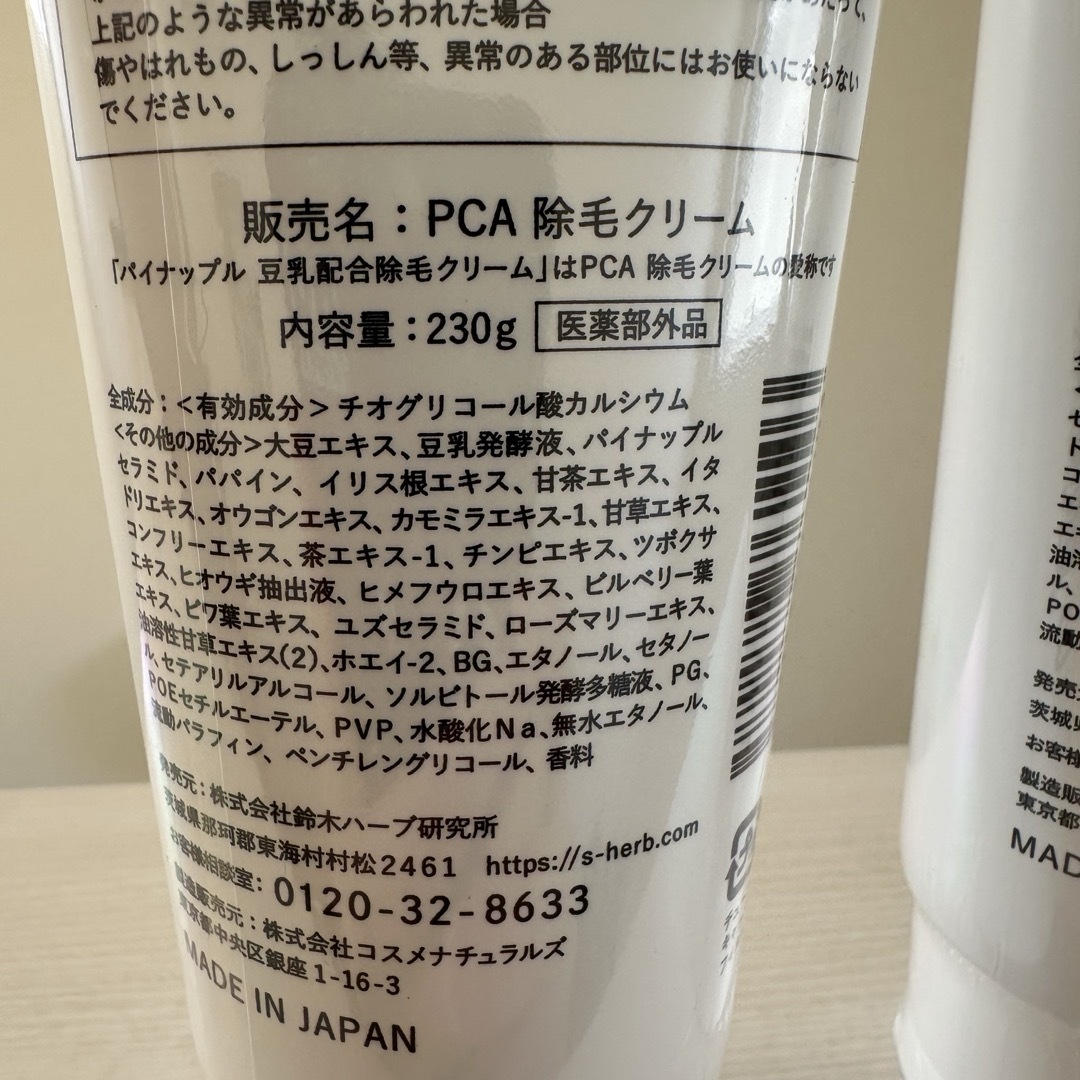 上記のような異常があらわれた場合
傷やはれもの、しっしん等、異常のある部位にはお使いにならない
でください。
販売名：PCA 除毛クリーム
「パイナップル 豆乳配合除毛クリーム」はPCA 除毛クリームの愛称です
内容量：230g 医薬部外品
全成分：＜有効成分＞チオグリコール酸カルシウム
＜その他の成分＞大豆エキス、豆乳発酵液、パイナップル
セラミド、パパイン、イリス根エキス、甘茶エキス、イタ
ドリエキス、オウゴンエキス、カモミラエキス-1、甘草エキス、
コンフリーエキス、茶エキス-1、チンピエキス、ツボクサ
エキス、ヒオウギ抽出液、ヒメフウロエキス、ビルベリー葉
エキス、ビワ葉エキス、ユズセラミド、ローズマリーエキス、
油溶性甘草エキス(2)、ホエイ-2、BG、エタノール、セタノー
ル、セテアリルアルコール、ソルビトール発酵多糖液、PG、
POEセチルエーテル、PVP、水酸化Na、無水エタノール、
流動パラフィン、ペンチレングリコール、香料
発売元：株式会社鈴木ハーブ研究所
茨城県那珂郡東海村村松2461 https://s-herb.com
お客様相談室：0120-32-8633
製造販売元：株式会社コスメナチュラルズ
東京都中央区銀座1-16-3
MADE IN JAPAN
油溶
ル、
PO
流動
発売
茨城県
お客様
製造販
東京都
MAD